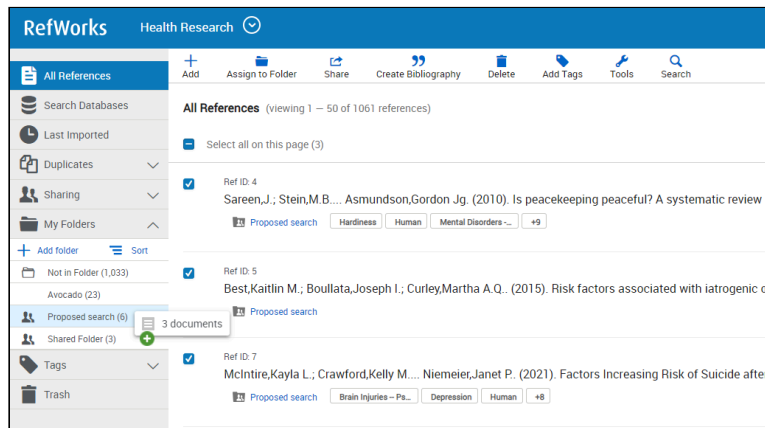 RefWorks Health Research
All References
Search Databases
Last Imported
Duplicates
Sharing
My Folders
Add folder Sort
Not in Folder (1,033)
Avocado (23)
Proposed search (6)
3 documents
Shared Folder (3)
Tags
Trash
Add Assign to Folder Share Create Bibliography Delete Add Tags Tools Search
All References (viewing 1 – 50 of 1061 references)
Select all on this page (3)
Ref ID: 4
Sareen,J.; Stein,M.B.... Asmundson,Gordon Jg. (2010). Is peacekeeping peaceful? A systematic review
Proposed search Hardiness Human Mental Disorders -... +9
Ref ID: 5
Best,Kaitlin M.; Boullata,Joseph I.; Curley,Martha A.Q.. (2015). Risk factors associated with iatrogenic
Proposed search
Ref ID: 7
McIntire,Kayla L.; Crawford,Kelly M.... Niemeier,Janet P.. (2021). Factors Increasing Risk of Suicide afte
Proposed search Brain Injuries -- Ps... Depression Human +8